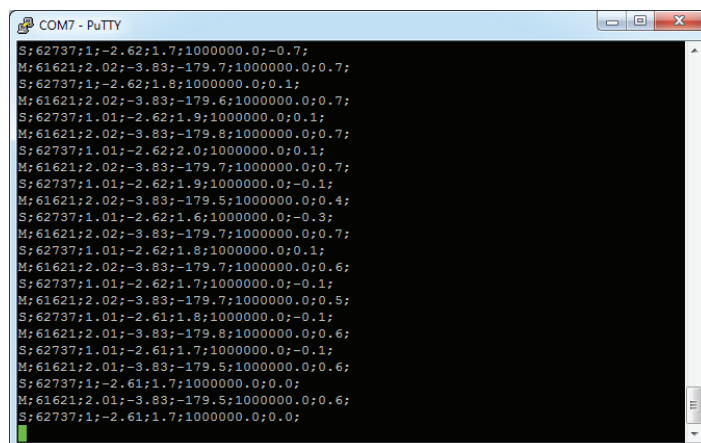 COM7 - PuTTY
S;62737;1;-2.62;1.7;1000000.0;-0.7;
M;61621;2.02;-3.83;-179.7;1000000.0;0.7;
S;62737;1;-2.62;1.8;1000000.0;0.1;
M;61621;2.02;-3.83;-179.6;1000000.0;0.7;
S;62737;1.01;-2.62;1.9;1000000.0;0.1;
M;61621;2.02;-3.83;-179.8;1000000.0;0.7;
S;62737;1.01;-2.62;2.0;1000000.0;0.1;
M;61621;2.02;-3.83;-179.7;1000000.0;0.7;
S;62737;1.01;-2.62;1.9;1000000.0;-0.1;
M;61621;2.02;-3.83;-179.5;1000000.0;0.4;
S;62737;1.01;-2.62;1.6;1000000.0;-0.3;
M;61621;2.02;-3.83;-179.7;1000000.0;0.7;
S;62737;1.01;-2.62;1.8;1000000.0;0.1;
M;61621;2.02;-3.83;-179.7;1000000.0;0.6;
S;62737;1.01;-2.62;1.7;1000000.0;-0.1;
M;61621;2.02;-3.83;-179.7;1000000.0;0.5;
S;62737;1.01;-2.61;1.8;1000000.0;-0.1;
M;61621;2.01;-3.83;-179.8;1000000.0;0.6;
S;62737;1.01;-2.61;1.7;1000000.0;-0.1;
M;61621;2.01;-3.83;-179.5;1000000.0;0.6;
S;62737;1;-2.61;1.7;1000000.0;0.0;
M;61621;2.01;-3.83;-179.5;1000000.0;0.6;
S;62737;1;-2.61;1.7;1000000.0;0.0;